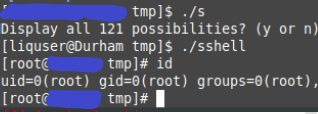 tmp]$ ./s
Display all 121 possibilities? (y or n)
[liquser@Durham tmp]$ ./sshell
[root@ tmp]# id
uid=0(root) gid=0(root) groups=0(root),
[root@ tmp]#